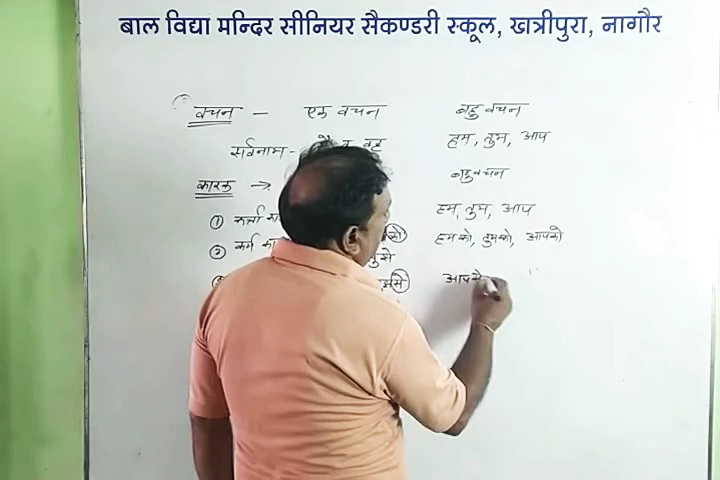 बाल विद्या मन्दिर सीनियर सैकण्डरी स्कूल, खत्रीपुरा, नागौर
वचन - एक वचन बहु वचन
सर्वनाम - वह हम, तुम, आप
कारक → बहुवचन
① कर्त्ता हम, तुम, आप
② कर्म हमको, तुमको, आपको
आपसे